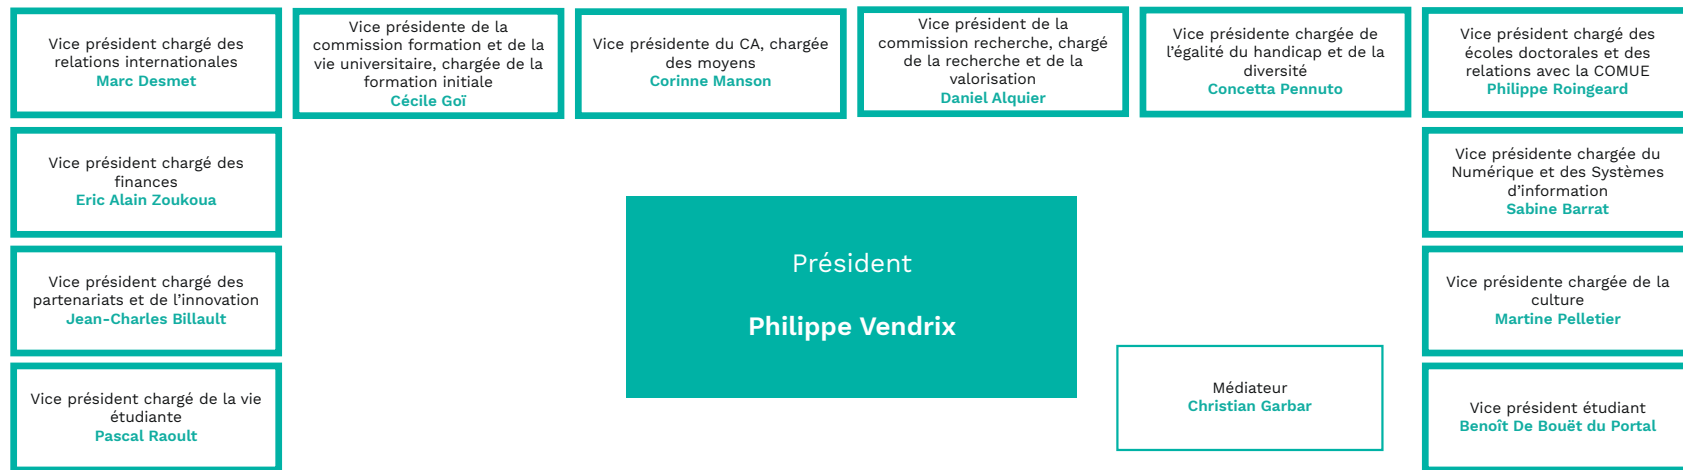 Vice président chargé des
relations internationales
Marc Desmet
Vice présidente de la
commission formation et de la
vie universitaire, chargée de la
formation initiale
Cécile Goï
Vice présidente du CA, chargée
des moyens
Corinne Manson
Vice président de la
commission recherche, chargé
de la recherche et de la
valorisation
Daniel Alquier
Vice présidente chargée de
l’égalité du handicap et de la
diversité
Concetta Pennuto
Vice président chargé des
écoles doctorales et des
relations avec la COMUE
Philippe Roingeard
Vice président chargé des
finances
Eric Alain Zoukoua
Vice présidente chargée du
Numérique et des Systèmes
d’information
Sabine Barrat
Président
Philippe Vendrix
Vice président chargé des
partenariats et de l’innovation
Jean-Charles Billault
Vice présidente chargée de la
culture
Martine Pelletier
Vice président chargé de la vie
étudiante
Pascal Raoult
Médiateur
Christian Garbar
Vice président étudiant
Benoît De Bouët du Portal